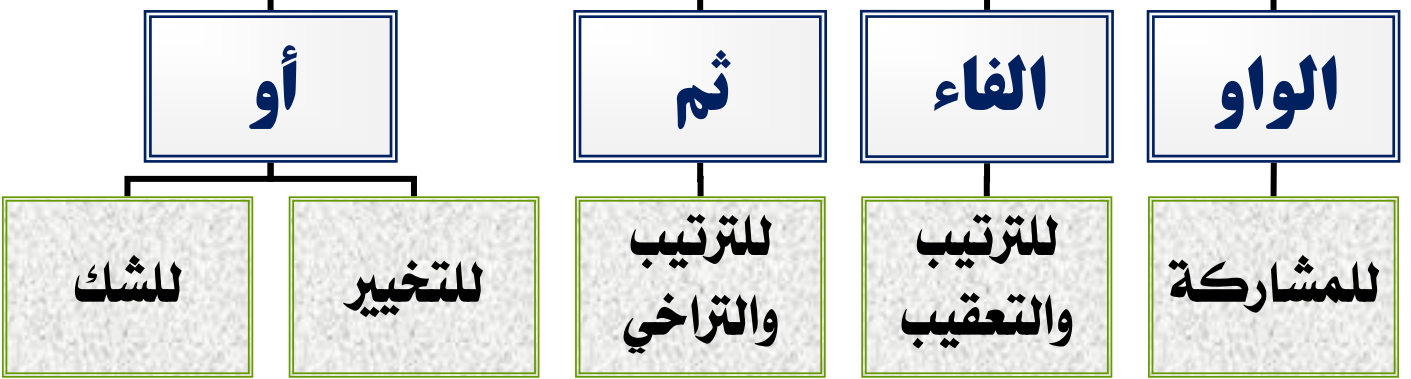 الواو
الفاء
ثم
أو
للمشاركة
للترتيب
والتعقيب
للترتيب
والتراخي
للتخيير
للشك